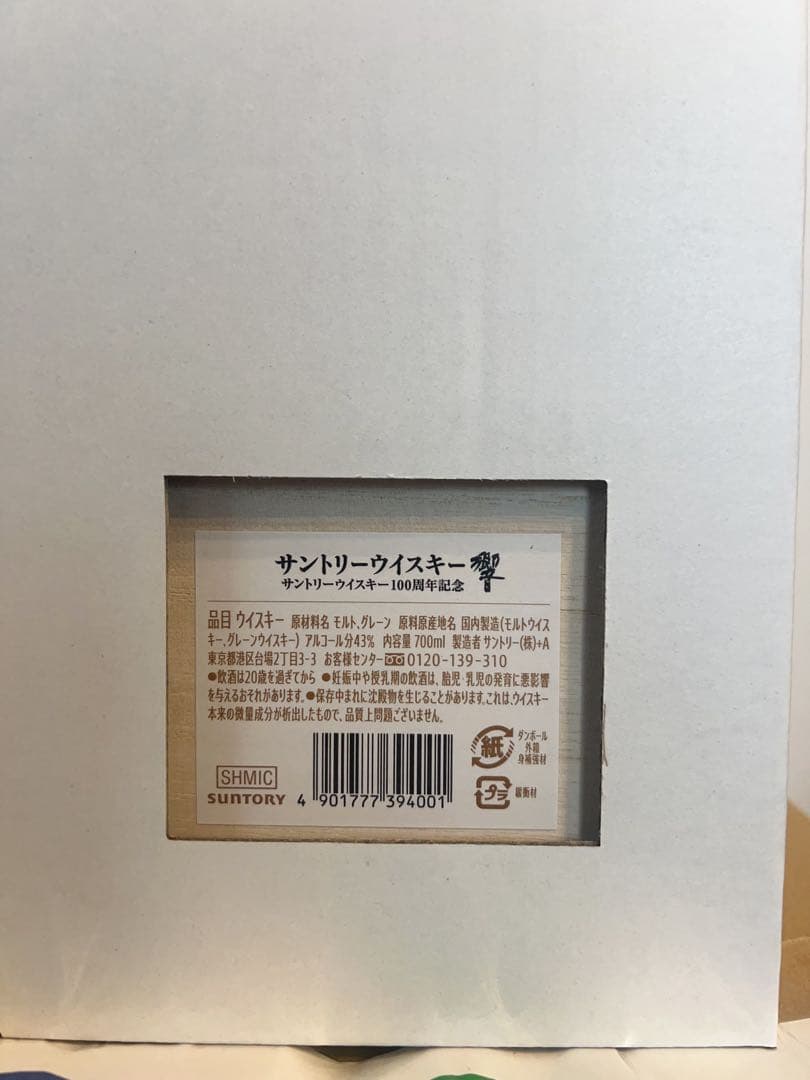 サントリーウイスキー 響
サントリーウイスキー100周年記念
品目 ウイスキー 原材料名 モルト、グレーン 原料原産地名 国内製造(モルトウイス
キー、グレーンウイスキー) アルコール分43% 内容量 700ml 製造者 サントリー(株)+A
東京都港区台場2丁目3-3 お客様センター 0120-139-310
●飲酒は20歳を過ぎてから ●妊娠中や授乳期の飲酒は、胎児・乳児の発育に悪影響
を与えるおそれがあります。●保存中まれに沈殿物を生じることがあります。これは、ウイスキー
本来の微量成分が析出したもので、品質上問題ございません。
紙
ダンボール
外箱
身補強材
プラ
緩衝材
SHMIC
SUNTORY
4 901777 394001